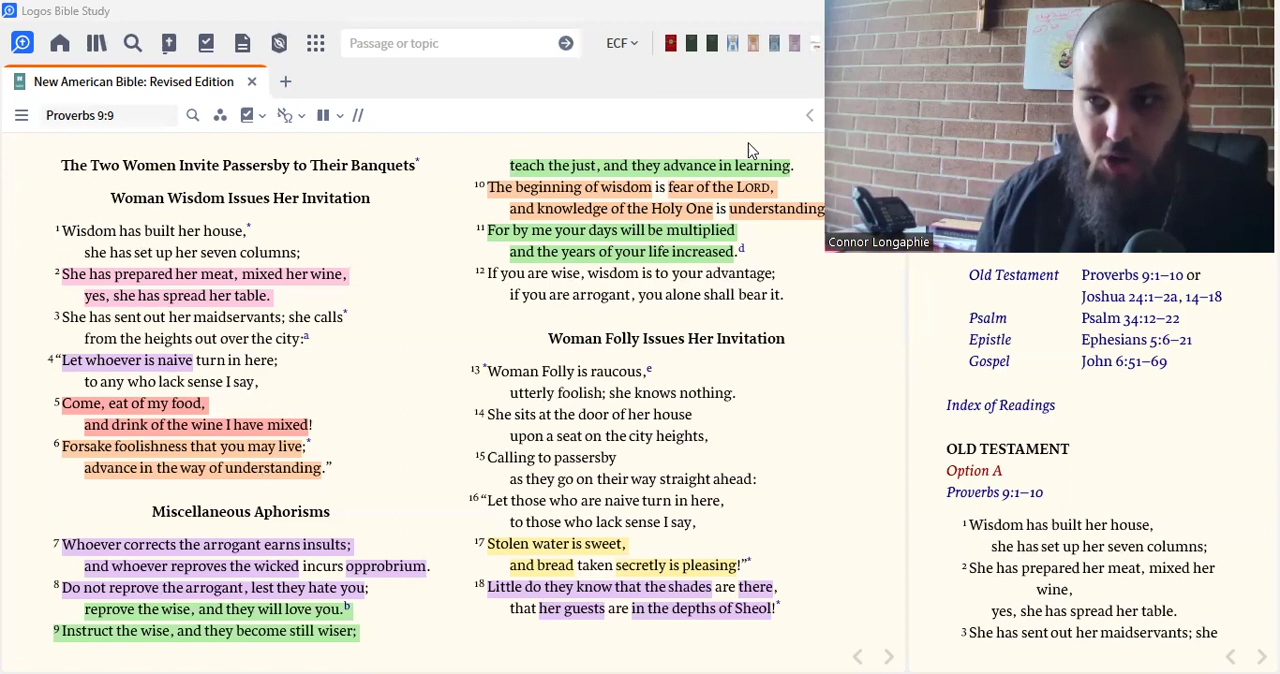 Logos Bible Study
Passage or topic
ECF
New American Bible: Revised Edition
Proverbs 9:9
The Two Women Invite Passersby to Their Banquets*
Woman Wisdom Issues Her Invitation
1 Wisdom has built her house,*
she has set up her seven columns;
2 She has prepared her meat, mixed her wine,
yes, she has spread her table.
3 She has sent out her maidservants; she calls*
from the heights out over the city:a
4 “Let whoever is naive turn in here;
to any who lack sense I say,
5 Come, eat of my food,
and drink of the wine I have mixed!
6 Forsake foolishness that you may live;*
advance in the way of understanding.”
Miscellaneous Aphorisms
7 Whoever corrects the arrogant earns insults;
and whoever reproves the wicked incurs opprobrium.
8 Do not reprove the arrogant, lest they hate you;
reprove the wise, and they will love you.b
9 Instruct the wise, and they become still wiser;
teach the just, and they advance in learning.
10 The beginning of wisdom is fear of the LORD,
and knowledge of the Holy One is understanding
11 For by me your days will be multiplied
and the years of your life increased.d
12 If you are wise, wisdom is to your advantage;
if you are arrogant, you alone shall bear it.
Woman Folly Issues Her Invitation
13 *Woman Folly is raucous,e
utterly foolish; she knows nothing.
14 She sits at the door of her house
upon a seat on the city heights,
15 Calling to passersby
as they go on their way straight ahead:
16 “Let those who are naive turn in here,
to those who lack sense I say,
17 Stolen water is sweet,
and bread taken secretly is pleasing!”*
18 Little do they know that the shades are there,
that her guests are in the depths of Sheol!*
Connor Longaphie
Old Testament Proverbs 9:1–10 or
Joshua 24:1–2a, 14–18
Psalm Psalm 34:12–22
Epistle Ephesians 5:6–21
Gospel John 6:51–69
Index of Readings
OLD TESTAMENT
Option A
Proverbs 9:1–10
1 Wisdom has built her house,
she has set up her seven columns;
2 She has prepared her meat, mixed her
wine,
yes, she has spread her table.
3 She has sent out her maidservants; she